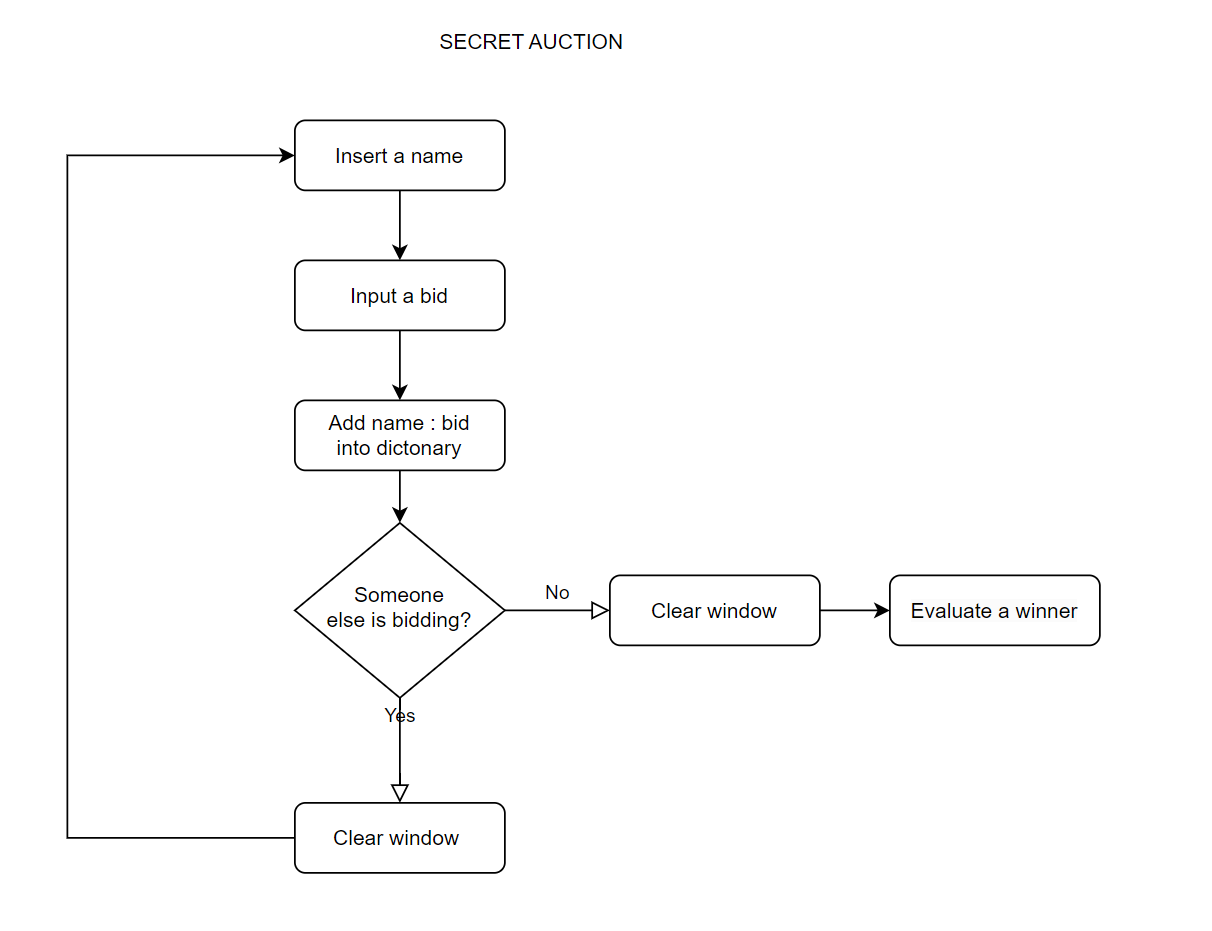 SECRET AUCTION
Insert a name
Input a bid
Add name : bid
into dictonary
Someone
else is bidding?
No
Clear window
Evaluate a winner
Yes
Clear window